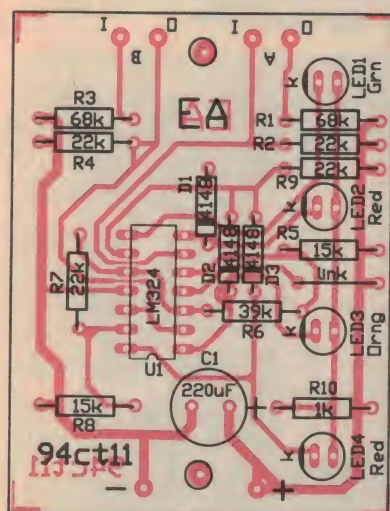 I D I D
B A
LED1
Grn
EA
R3
68k
22k
R4
R1
68k
R2
22k
R9
22k
LED2
Red
D1
4148
R5
15k
LM324
4148
4148
D2
D3
link
R7
22k
39k
R6
LED3
Orng
U1
C1
220uF
R10
1k
15k
R8
94ct11
94ct11
LED4
Red
k
k
k
k
-
+
+